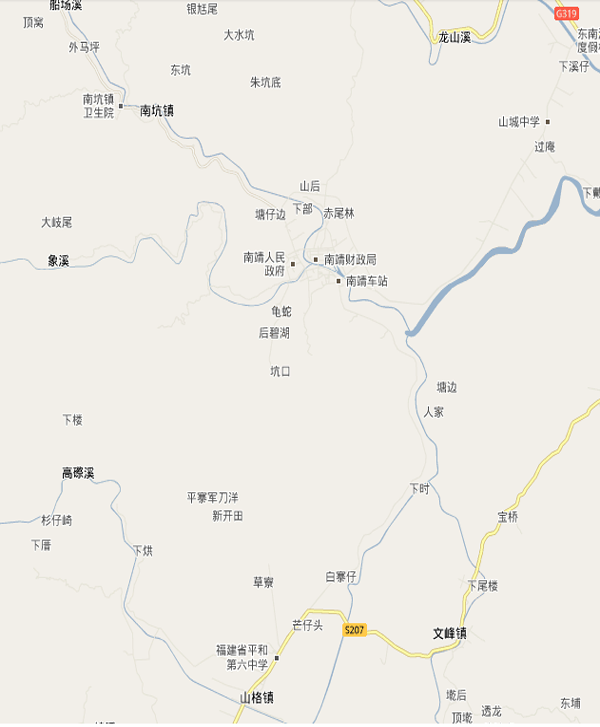 船场溪
银尨尾
G319
顶窝
大水坑
龙山溪
东南
度假
外马坪
下溪仔
东坑
朱坑底
南坑镇
卫生院
南坑镇
山城中学
过庵
山后
下戴
下部
塘仔边
赤尾林
大岐尾
南靖人民
政府
南靖财政局
象溪
南靖车站
龟蛇
后碧湖
坑口
塘边
人家
下楼
高磜溪
下时
平寨军刀洋
杉仔崎
新开田
宝桥
下厝
下烘
草寮
白寨仔
下尾楼
芒仔头
S207
文峰镇
福建省平和
第六中学
山格镇
墘后
东埔
透龙
顶墘